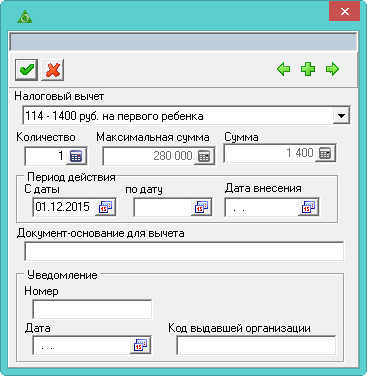 Налоговый вычет
114 - 1400 руб. на первого ребенка
Количество Максимальная сумма Сумма
1 280 000 1 400
Период действия
С даты по дату Дата внесения
01.12.2015 . .
Документ-основание для вычета
Уведомление
Номер
Дата Код выдавшей организации
. .